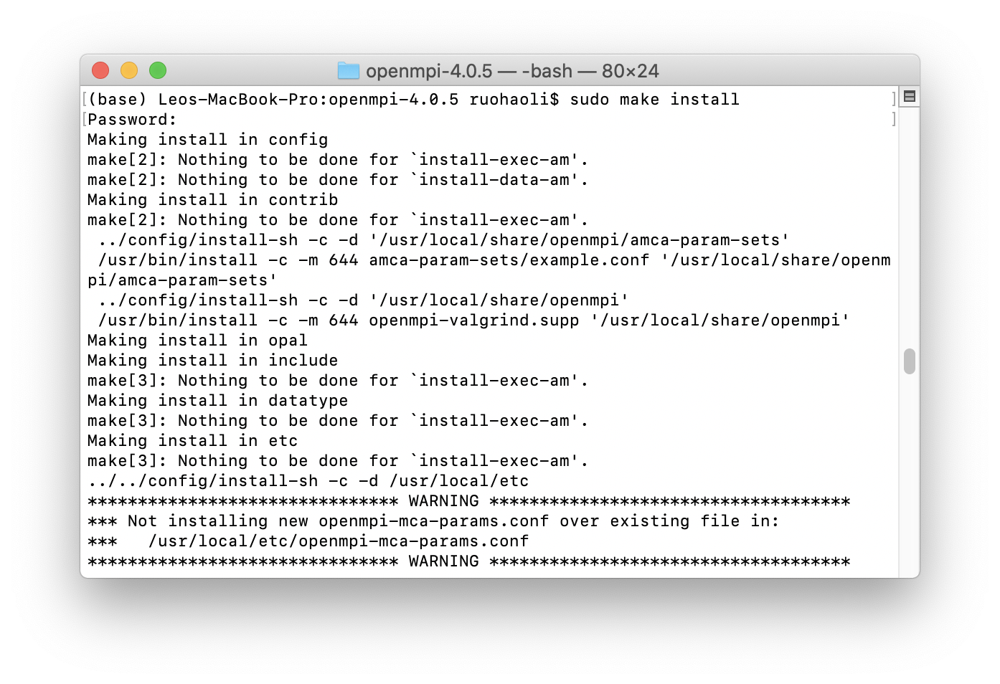 openmpi-4.0.5 — -bash — 80×24
[(base) Leos-MacBook-Pro:openmpi-4.0.5 ruohaoli$ sudo make install ]
[Password: ]
Making install in config
make[2]: Nothing to be done for `install-exec-am'.
make[2]: Nothing to be done for `install-data-am'.
Making install in contrib
make[2]: Nothing to be done for `install-exec-am'.
 ../config/install-sh -c -d '/usr/local/share/openmpi/amca-param-sets'
 /usr/bin/install -c -m 644 amca-param-sets/example.conf '/usr/local/share/openm
pi/amca-param-sets'
 ../config/install-sh -c -d '/usr/local/share/openmpi'
 /usr/bin/install -c -m 644 openmpi-valgrind.supp '/usr/local/share/openmpi'
Making install in opal
Making install in include
make[3]: Nothing to be done for `install-exec-am'.
Making install in datatype
make[3]: Nothing to be done for `install-exec-am'.
Making install in etc
make[3]: Nothing to be done for `install-exec-am'.
../../config/install-sh -c -d /usr/local/etc
******************************* WARNING ************************************
*** Not installing new openmpi-mca-params.conf over existing file in:
***   /usr/local/etc/openmpi-mca-params.conf
******************************* WARNING ************************************